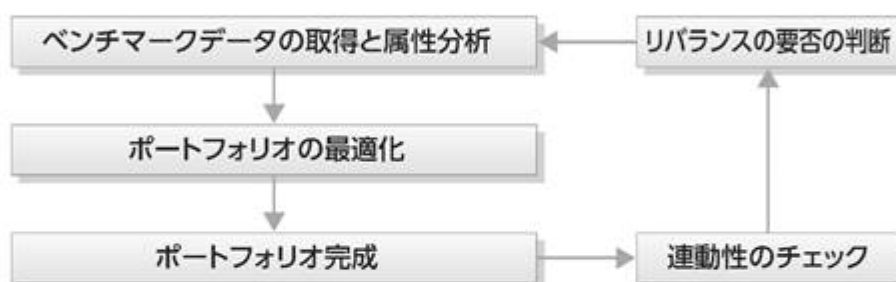 ベンチマークデータの取得と属性分析
リバランスの要否の判断
ポートフォリオの最適化
ポートフォリオ完成
連動性のチェック